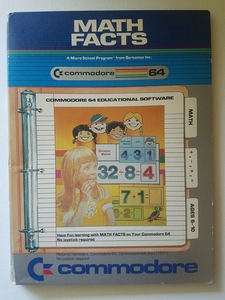 MATH
FACTS
A Micro School Program from Berkamor Inc.
commodore 64
COMMODORE 64 EDUCATIONAL SOFTWARE
MATH
4 3 1
32÷8=4
7+1
Have Fun learning with MATH FACTS on Your Commodore 64
No joystick required
AGES 6-10
commodore